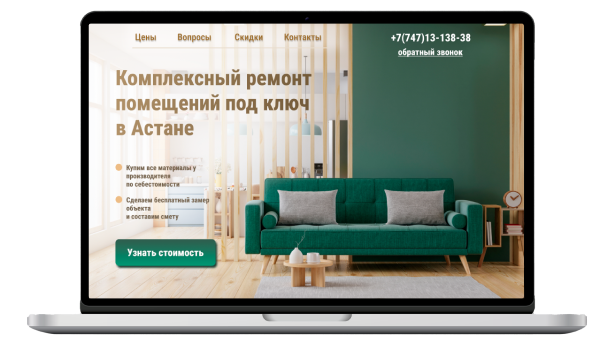 Цены Вопросы Скидки Контакты +7(747)13-138-38
обратный звонок
Комплексный ремонт
помещений под ключ
в Астане
Купим все материалы у
производителя
по себестоимости
Сделаем бесплатный замер
объекта
и составим смету
Узнать стоимость